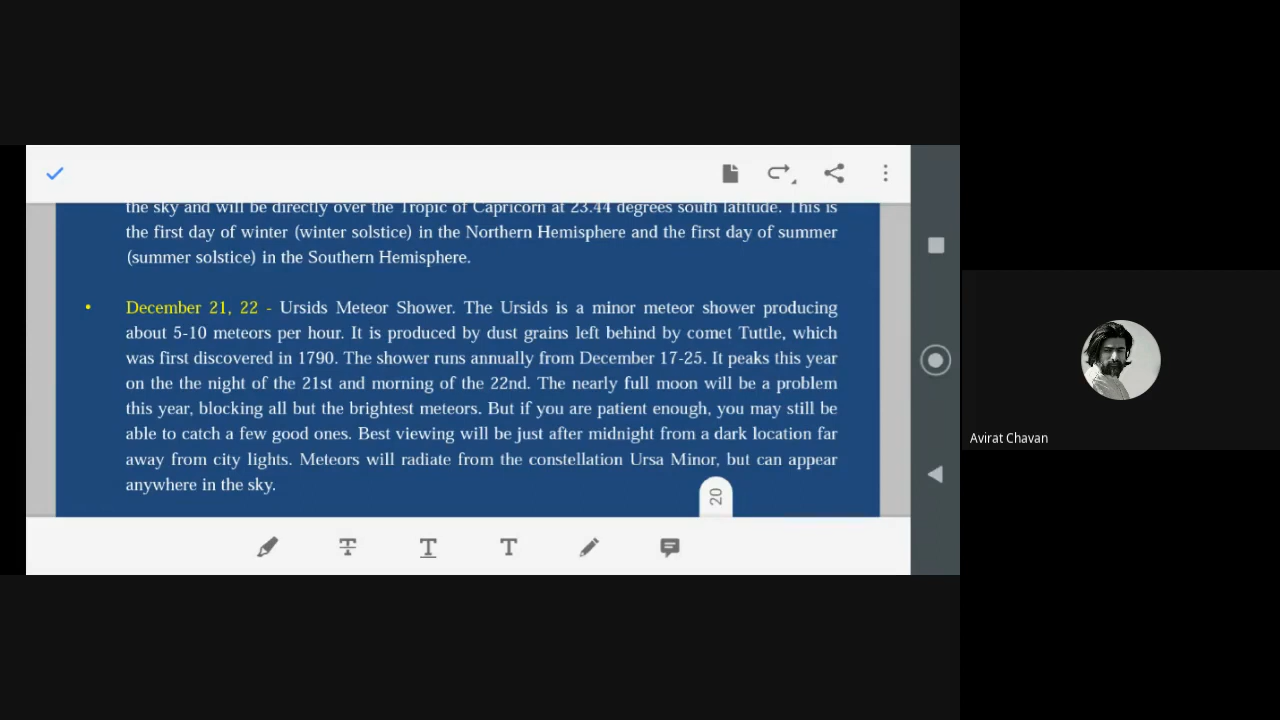 the sky and will be directly over the Tropic of Capricorn at 23.44 degrees south latitude. This is
the first day of winter (winter solstice) in the Northern Hemisphere and the first day of summer
(summer solstice) in the Southern Hemisphere.
• December 21, 22 - Ursids Meteor Shower. The Ursids is a minor meteor shower producing
about 5-10 meteors per hour. It is produced by dust grains left behind by comet Tuttle, which
was first discovered in 1790. The shower runs annually from December 17-25. It peaks this year
on the the night of the 21st and morning of the 22nd. The nearly full moon will be a problem
this year, blocking all but the brightest meteors. But if you are patient enough, you may still be
able to catch a few good ones. Best viewing will be just after midnight from a dark location far
away from city lights. Meteors will radiate from the constellation Ursa Minor, but can appear
anywhere in the sky.
20
Avirat Chavan